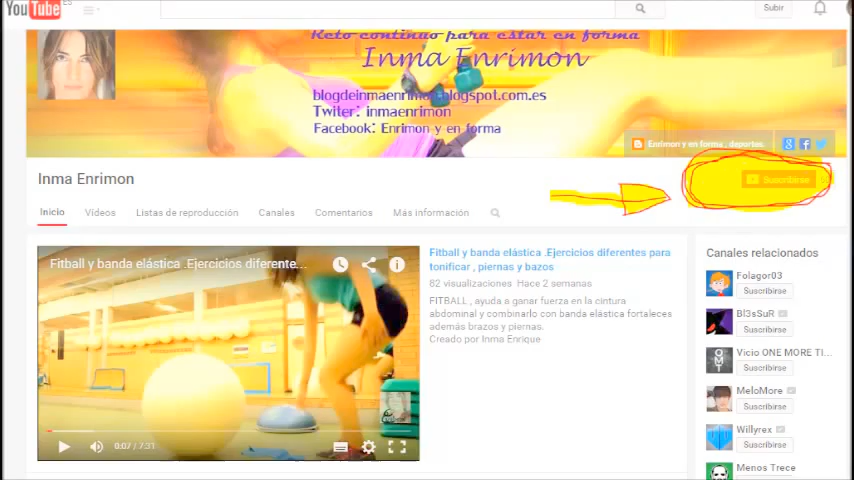 YouTube ES
Subir
Reto continuo para estar en forma
Inma Enrimon
blogdeinmaenrimon.blogspot.com.es
Twiter: inmaenrimon
Facebook: Enrimon y en forma
Enrimon y en forma , deportes.
Inma Enrimon
Suscribirse
Inicio Vídeos Listas de reproducción Canales Comentarios Más información
Fitball y banda elástica .Ejercicios diferente...
0:07 / 7:31
Fitball y banda elástica .Ejercicios diferentes para
tonificar , piernas y bazos
82 visualizaciones Hace 2 semanas
FITBALL , ayuda a ganar fuerza en la cintura
abdominal y combinarlo con banda elástica fortaleces
además brazos y piernas.
Creado por Inma Enrique
Canales relacionados
Folagor03
Suscribirse
Bl3sSuR
Suscribirse
OMT
Vicio ONE MORE TI...
Suscribirse
MeloMore
Suscribirse
Willyrex
Suscribirse
Menos Trece